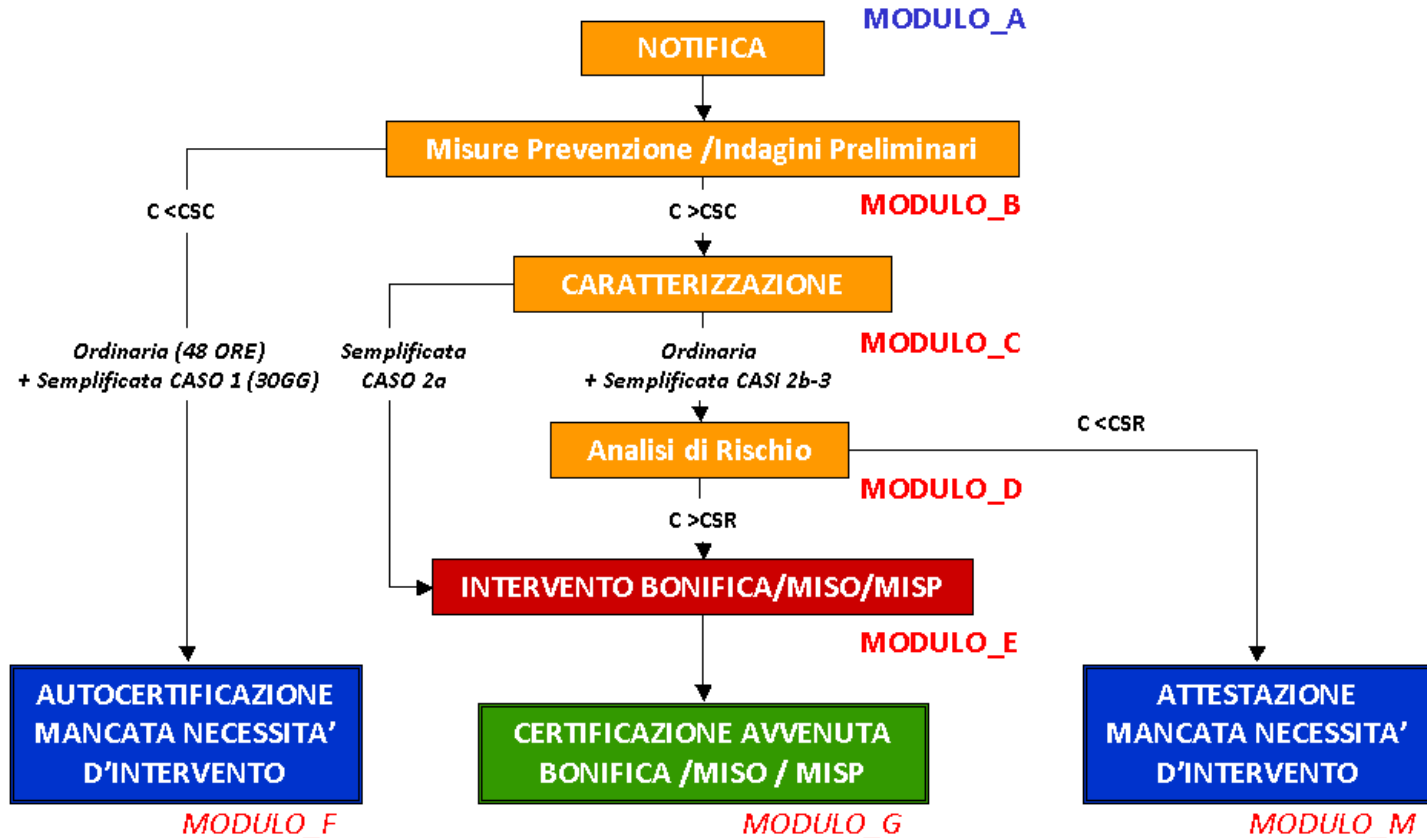 MODULO_A
NOTIFICA
Misure Prevenzione /Indagini Preliminari
MODULO_B
C <CSC
C >CSC
CARATTERIZZAZIONE
MODULO_C
Ordinaria (48 ORE)
+ Semplificata CASO 1 (30GG)
Semplificata
CASO 2a
Ordinaria
+ Semplificata CASI 2b-3
C <CSR
Analisi di Rischio
MODULO_D
C >CSR
INTERVENTO BONIFICA/MISO/MISP
MODULO_E
AUTOCERTIFICAZIONE
MANCATA NECESSITA’
D’INTERVENTO
MODULO_F
CERTIFICAZIONE AVVENUTA
BONIFICA /MISO / MISP
MODULO_G
ATTESTAZIONE
MANCATA NECESSITA’
D’INTERVENTO
MODULO_M